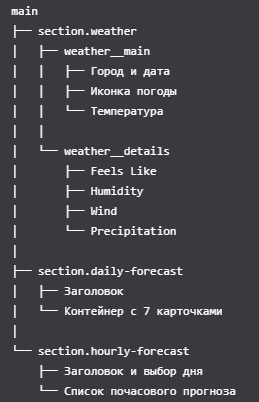 main
├── section.weather
│   ├── weather__main
│   │   ├── Город и дата
│   │   ├── Иконка погоды
│   │   └── Температура
│   │
│   └── weather__details
│       ├── Feels Like
│       ├── Humidity
│       ├── Wind
│       └── Precipitation
│
├── section.daily-forecast
│   ├── Заголовок
│   └── Контейнер с 7 карточками
│
└── section.hourly-forecast
    ├── Заголовок и выбор дня
    └── Список почасового прогноза